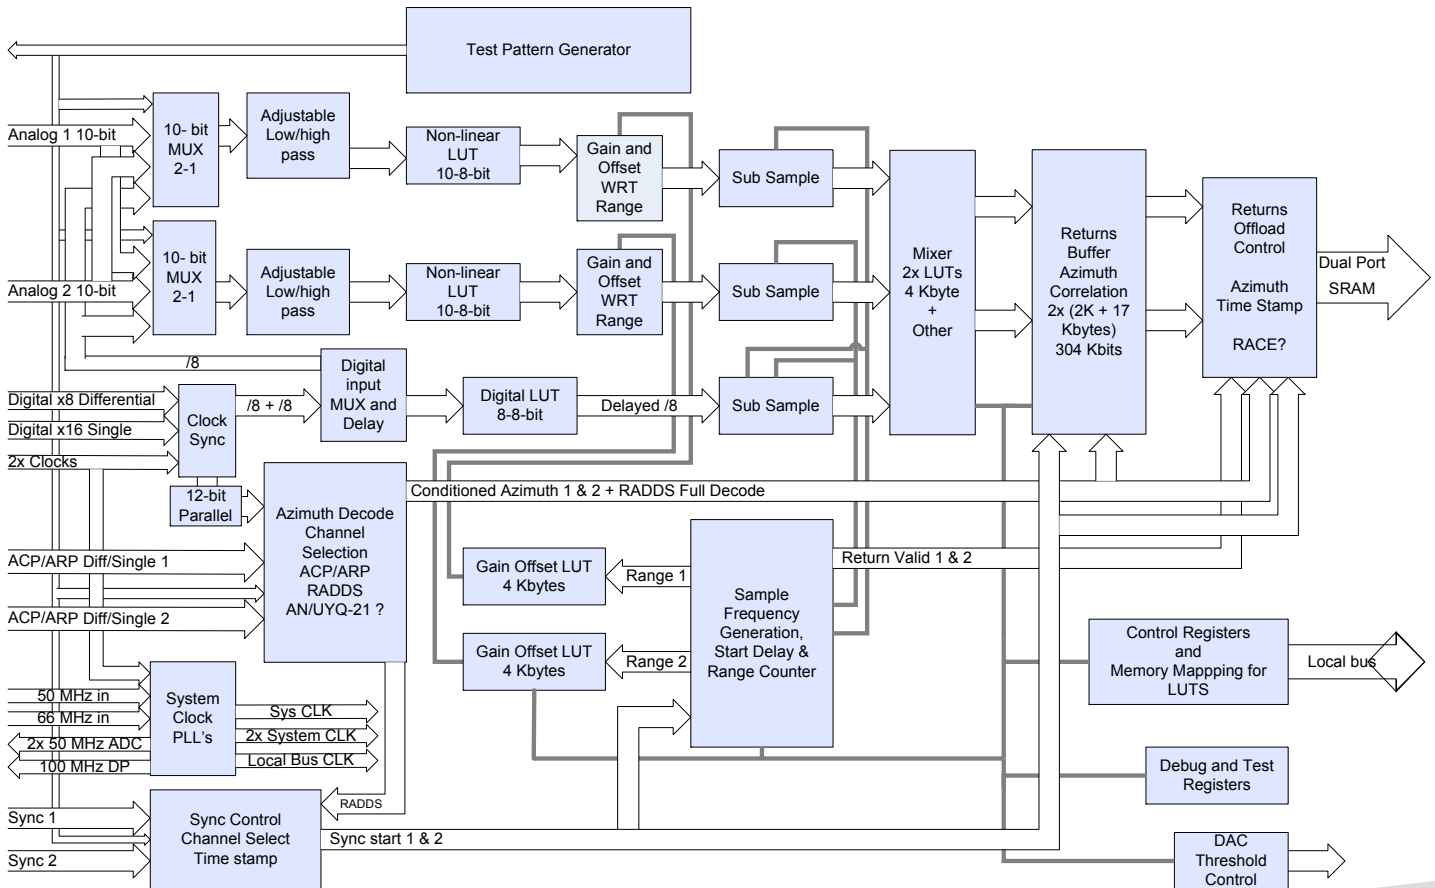 Test Pattern Generator
Analog 1 10-bit
10- bit
MUX
2-1
Adjustable
Low/high
pass
Non-linear
LUT
10-8-bit
Gain and
Offset
WRT
Range
Sub Sample
Mixer
2x LUTs
4 Kbyte
+
Other
Returns
Buffer
Azimuth
Correlation
2x (2K + 17
Kbytes)
304 Kbits
Returns
Offload
Control
Azimuth
Time Stamp
RACE?
Dual Port
SRAM
Analog 2 10-bit
10- bit
MUX
2-1
Adjustable
Low/high
pass
Non-linear
LUT
10-8-bit
Gain and
Offset
WRT
Range
Sub Sample
/8
Digital x8 Differential
Digital x16 Single
2x Clocks
Clock
Sync
/8 + /8
Digital
input
MUX and
Delay
Digital LUT
8-8-bit
Delayed /8
Sub Sample
12-bit
Parallel
Azimuth Decode
Channel
Selection
ACP/ARP
RADDS
AN/UYQ-21 ?
Conditioned Azimuth 1 & 2 + RADDS Full Decode
ACP/ARP Diff/Single 1
ACP/ARP Diff/Single 2
Gain Offset LUT
4 Kbytes
Range 1
Gain Offset LUT
4 Kbytes
Range 2
Sample
Frequency
Generation,
Start Delay &
Range Counter
Return Valid 1 & 2
Control Registers
and
Memory Mappping for
LUTS
Local bus
50 MHz in
66 MHz in
2x 50 MHz ADC
100 MHz DP
System
Clock
PLL's
Sys CLK
2x System CLK
Local Bus CLK
Debug and Test
Registers
RADDS
Sync 1
Sync 2
Sync Control
Channel Select
Time stamp
Sync start 1 & 2
DAC
Threshold
Control